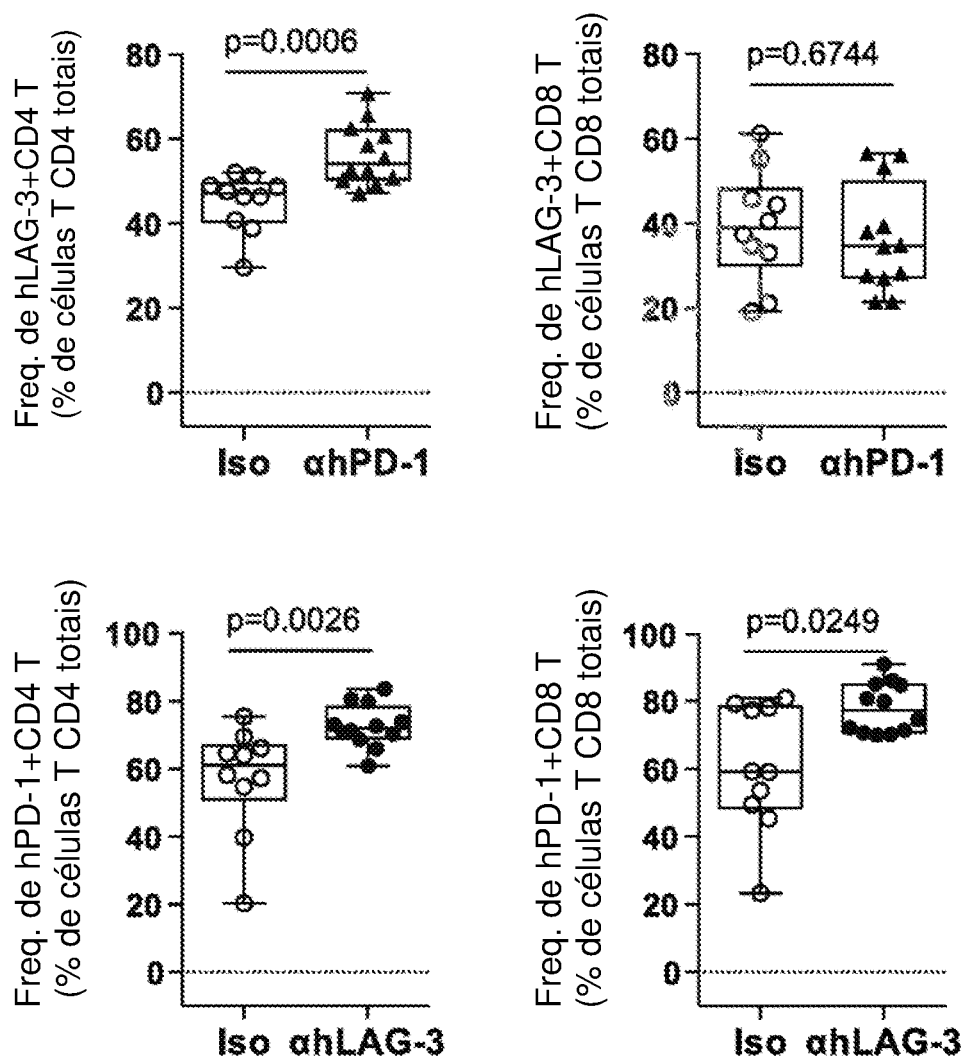 Freq. de hLAG-3+CD4 T
(% de células T CD4 totais)
80
60
40
20
0
p=0.0006
Iso αhPD-1
Freq. de hLAG-3+CD8 T
(% de células T CD8 totais)
80
60
40
20
0
p=0.6744
Iso αhPD-1
Freq. de hPD-1+CD4 T
(% de células T CD4 totais)
100
80
60
40
20
0
p=0.0026
Iso αhLAG-3
Freq. de hPD-1+CD8 T
(% de células T CD8 totais)
100
80
60
40
20
0
p=0.0249
Iso αhLAG-3